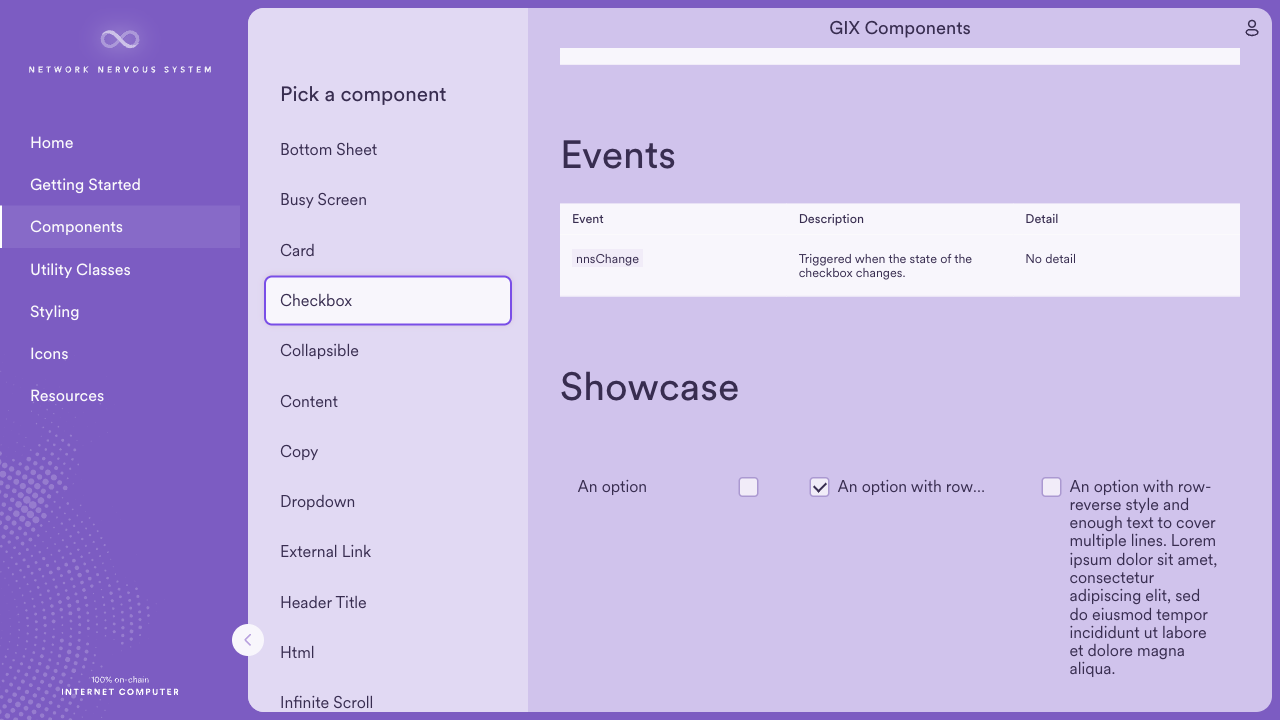 NETWORK NERVOUS SYSTEM
Home
Getting Started
Components
Utility Classes
Styling
Icons
Resources
100% on-chain
INTERNET COMPUTER
Pick a component
Bottom Sheet
Busy Screen
Card
Checkbox
Collapsible
Content
Copy
Dropdown
External Link
Header Title
Html
Infinite Scroll
GIX Components
Events
Event Description Detail
nnsChange Triggered when the state of the No detail
checkbox changes.
Showcase
An option
An option with row...
An option with row-
reverse style and
enough text to cover
multiple lines. Lorem
ipsum dolor sit amet,
consectetur
adipiscing elit, sed
do eiusmod tempor
incididunt ut labore
et dolore magna
aliqua.